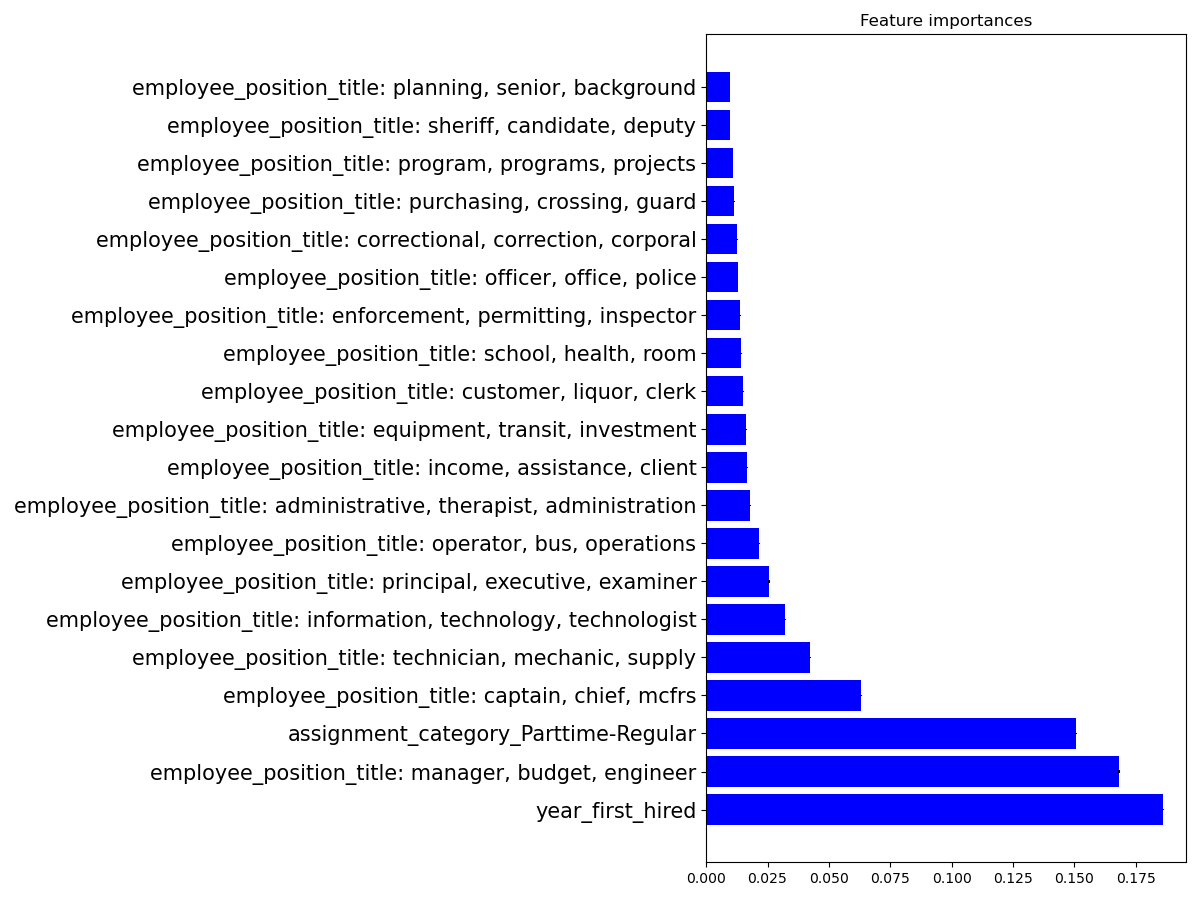 Feature importances
employee_position_title: planning, senior, background
employee_position_title: sheriff, candidate, deputy
employee_position_title: program, programs, projects
employee_position_title: purchasing, crossing, guard
employee_position_title: correctional, correction, corporal
employee_position_title: officer, office, police
employee_position_title: enforcement, permitting, inspector
employee_position_title: school, health, room
employee_position_title: customer, liquor, clerk
employee_position_title: equipment, transit, investment
employee_position_title: income, assistance, client
employee_position_title: administrative, therapist, administration
employee_position_title: operator, bus, operations
employee_position_title: principal, executive, examiner
employee_position_title: information, technology, technologist
employee_position_title: technician, mechanic, supply
employee_position_title: captain, chief, mcfrs
assignment_category_Parttime-Regular
employee_position_title: manager, budget, engineer
year_first_hired
0.000 0.025 0.050 0.075 0.100 0.125 0.150 0.175